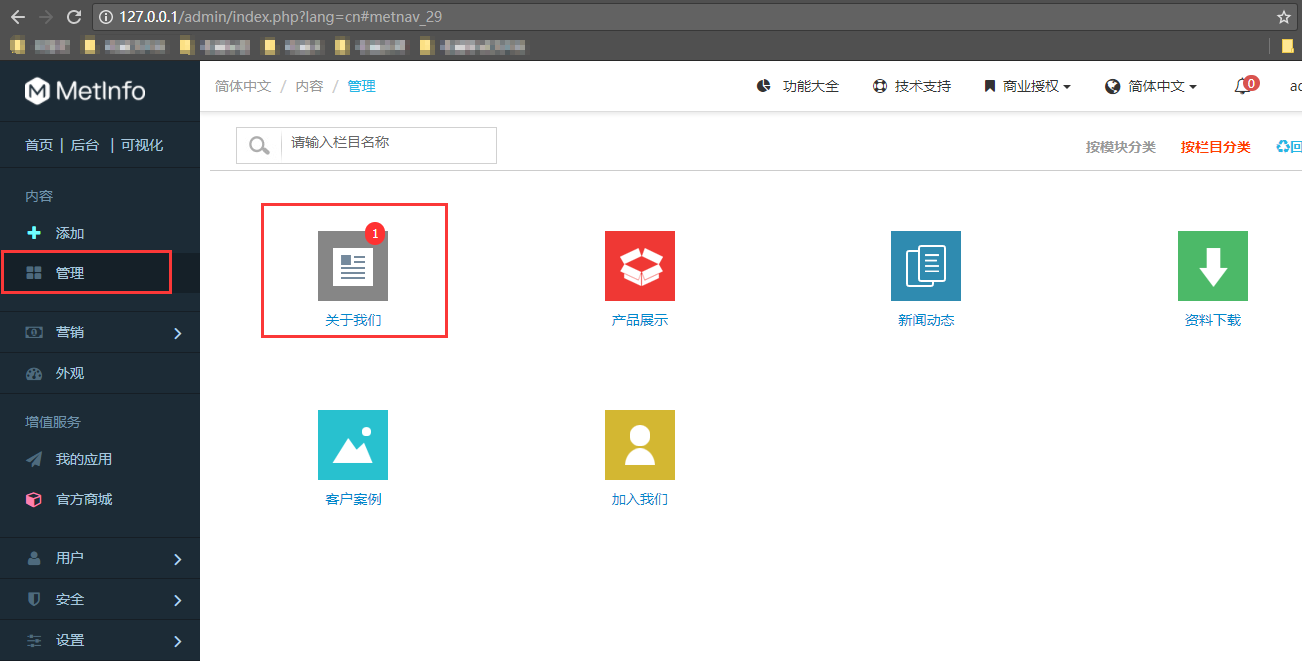 127.0.0.1/admin/index.php?lang=cn#metnav_29
MetInfo
首页 | 后台 | 可视化
内容
添加
管理
营销
外观
增值服务
我的应用
官方商城
用户
安全
设置
简体中文 / 内容 / 管理
功能大全
技术支持
商业授权
简体中文
0
请输入栏目名称
按模块分类
按栏目分类
回
1
关于我们
产品展示
新闻动态
资料下载
客户案例
加入我们